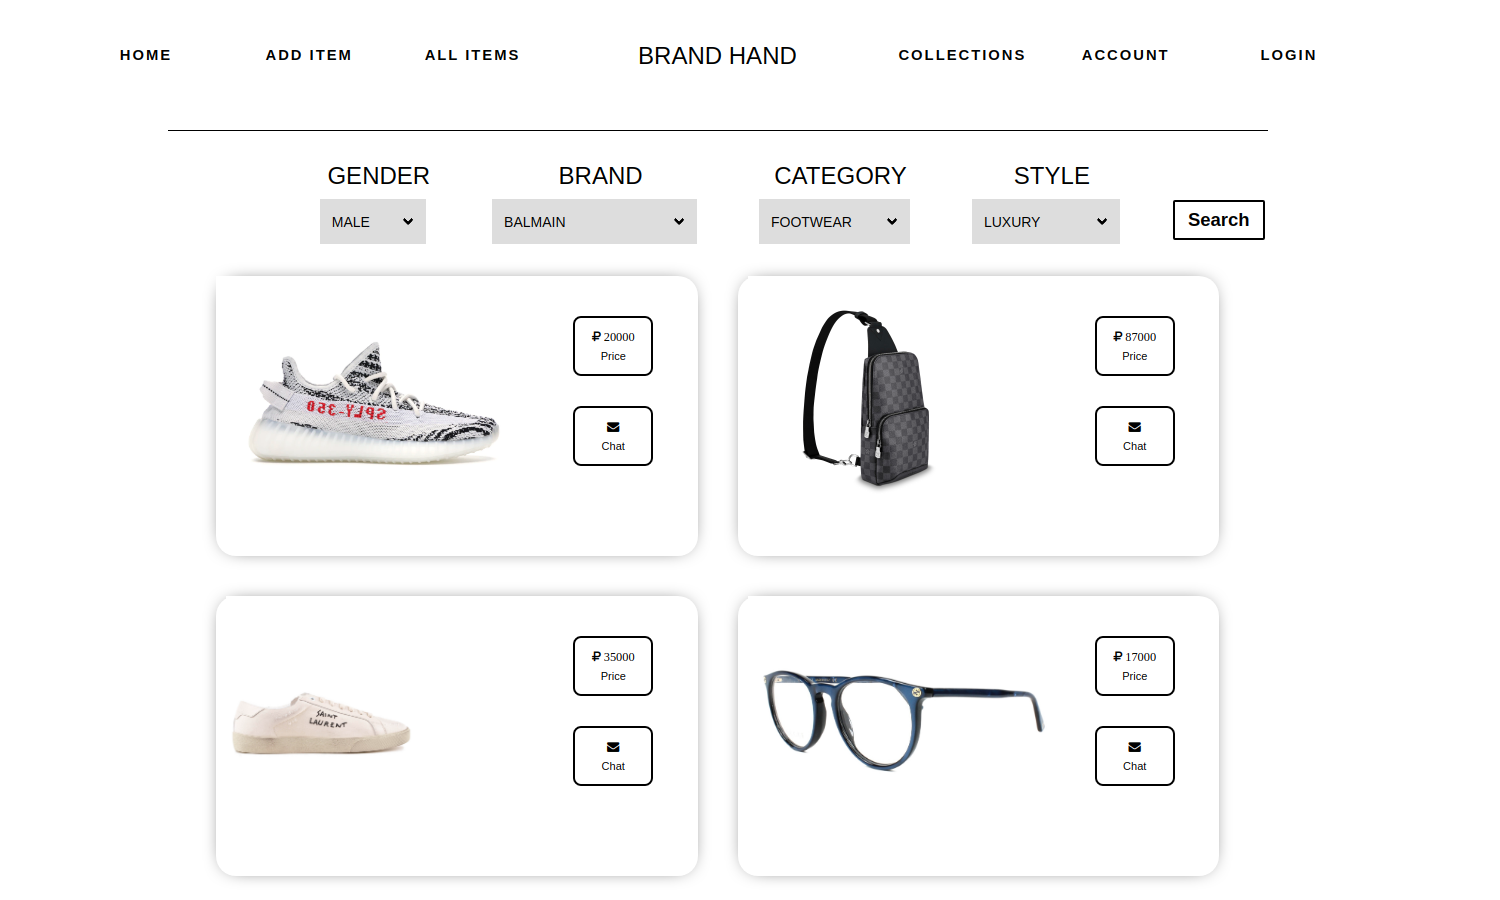 HOME ADD ITEM ALL ITEMS BRAND HAND COLLECTIONS ACCOUNT LOGIN
GENDER BRAND CATEGORY STYLE
MALE BALMAIN FOOTWEAR LUXURY Search
₽ 20000
Price
SPLY-350
Chat
₽ 87000
Price
Chat
₽ 35000
Price
SAINT
LAURENT
Chat
₽ 17000
Price
Chat